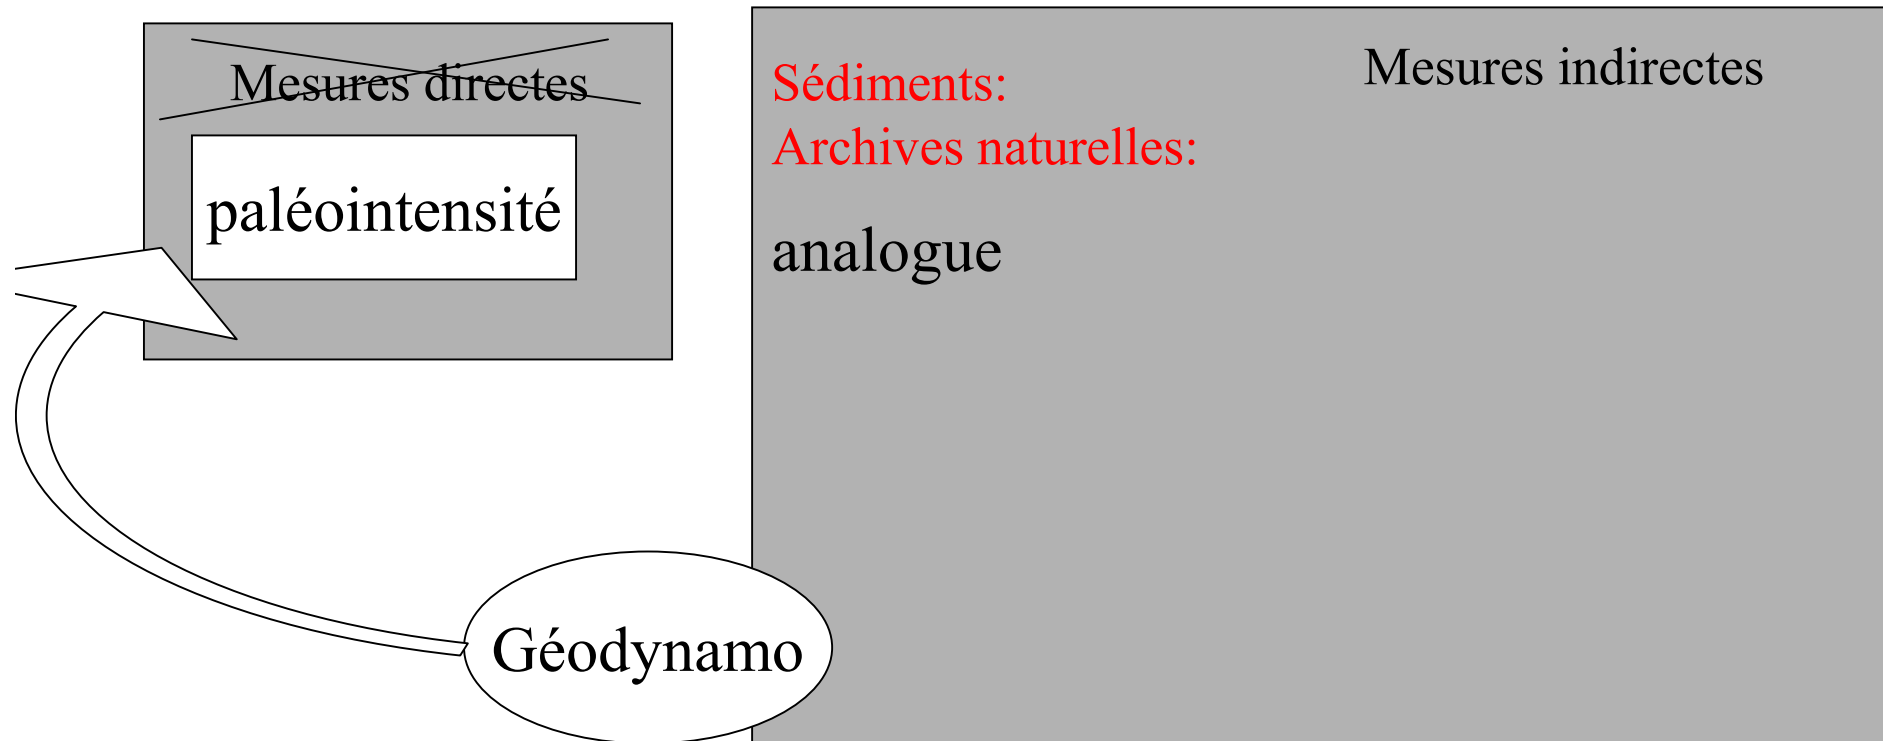 Mesures directes
paléointensité
Sédiments:
Archives naturelles:
Mesures indirectes
analogue
Géodynamo